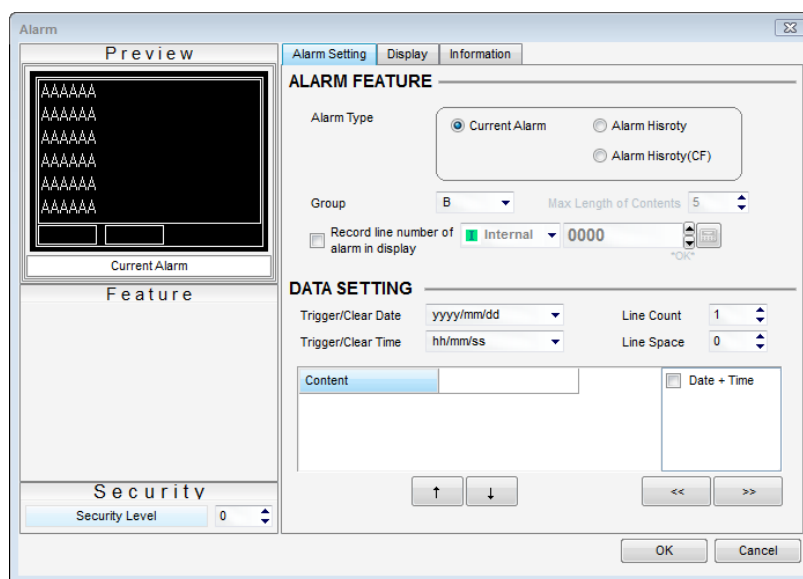 Alarm
Preview
AAAAAA
AAAAAA
AAAAAA
AAAAAA
AAAAAA
AAAAAA
Current Alarm
Feature
Security
Security Level 0
Alarm Setting Display Information
ALARM FEATURE
Alarm Type Current Alarm Alarm Hisroty
Alarm Hisroty(CF)
Group B Max Length of Contents 5
Record line number of
alarm in display I Internal 0000
*OK*
DATA SETTING
Trigger/Clear Date yyyy/mm/dd Line Count 1
Trigger/Clear Time hh/mm/ss Line Space 0
Content Date + Time
↑ ↓ << >>
OK Cancel